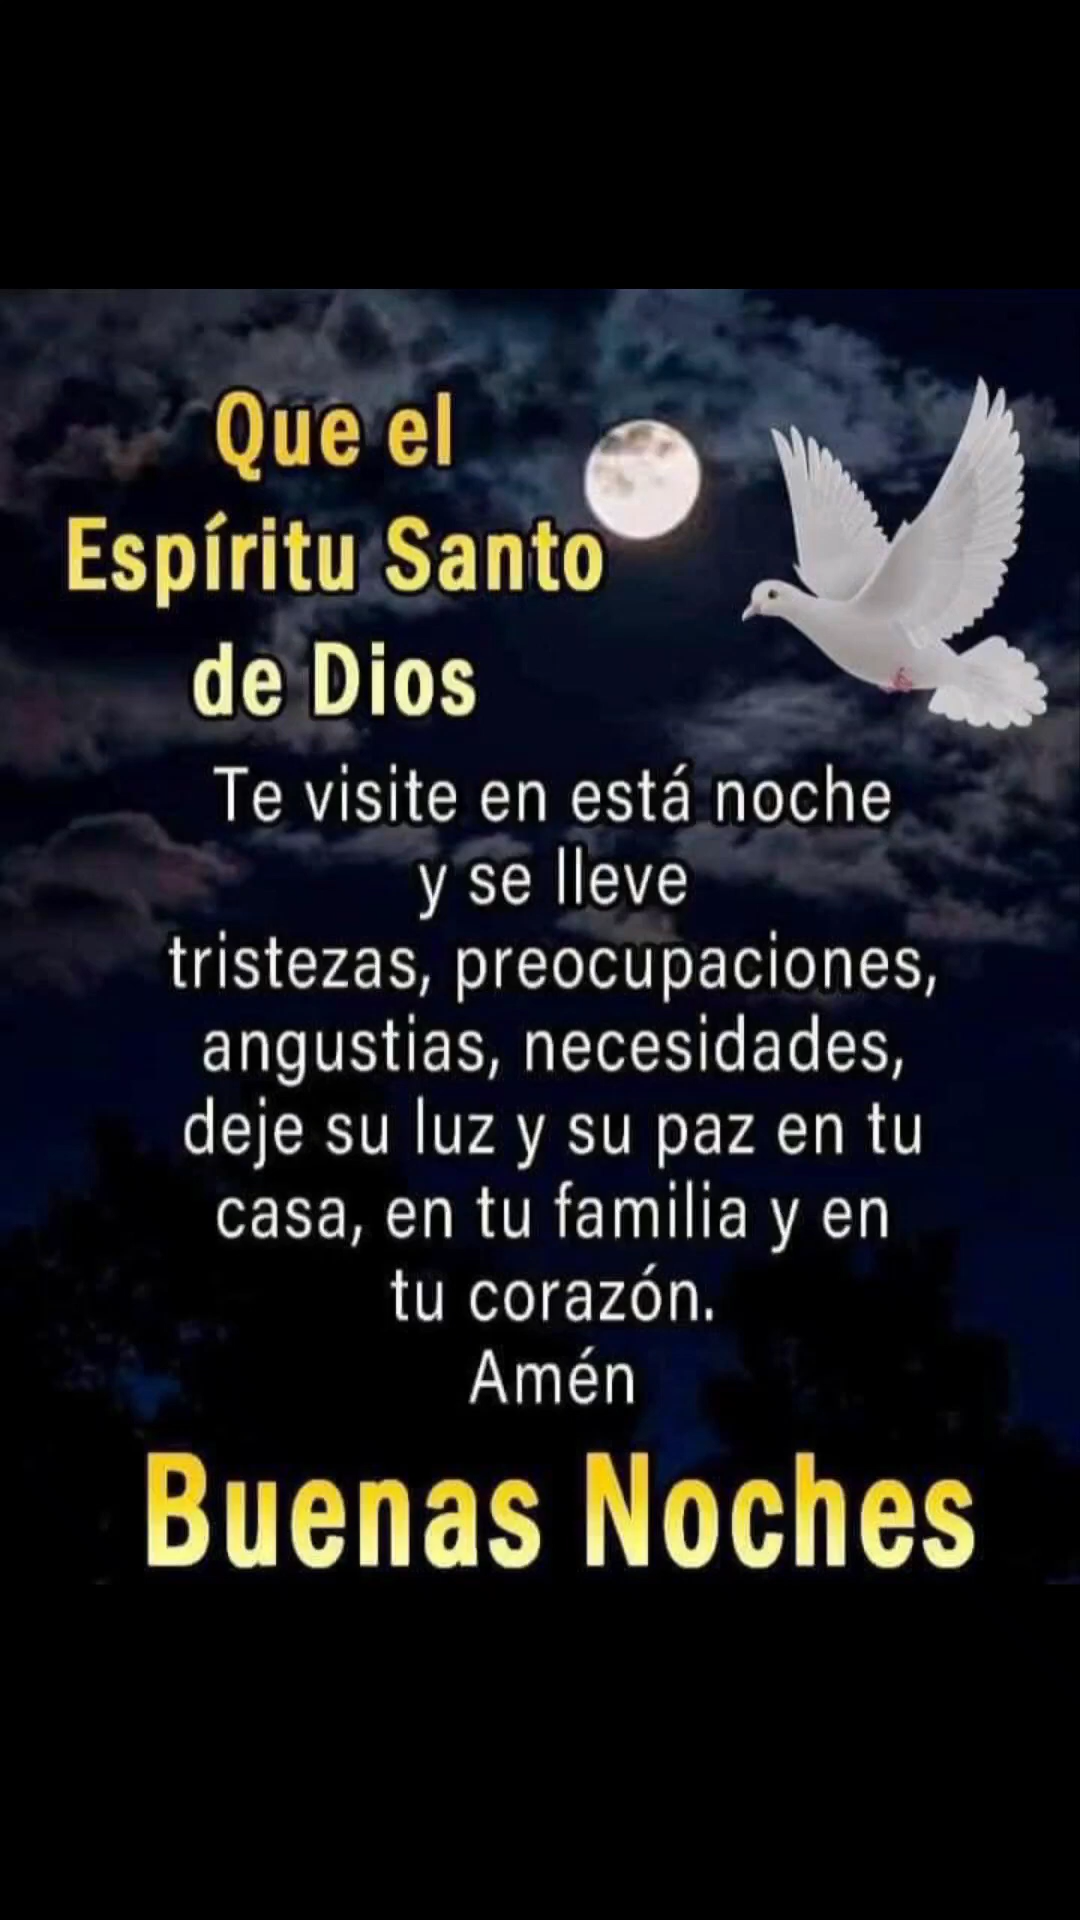 Que el
Espíritu Santo
de Dios
Te visite en está noche
y se lleve
tristezas, preocupaciones,
angustias, necesidades,
deje su luz y su paz en tu
casa, en tu familia y en
tu corazón.
Amén
Buenas Noches